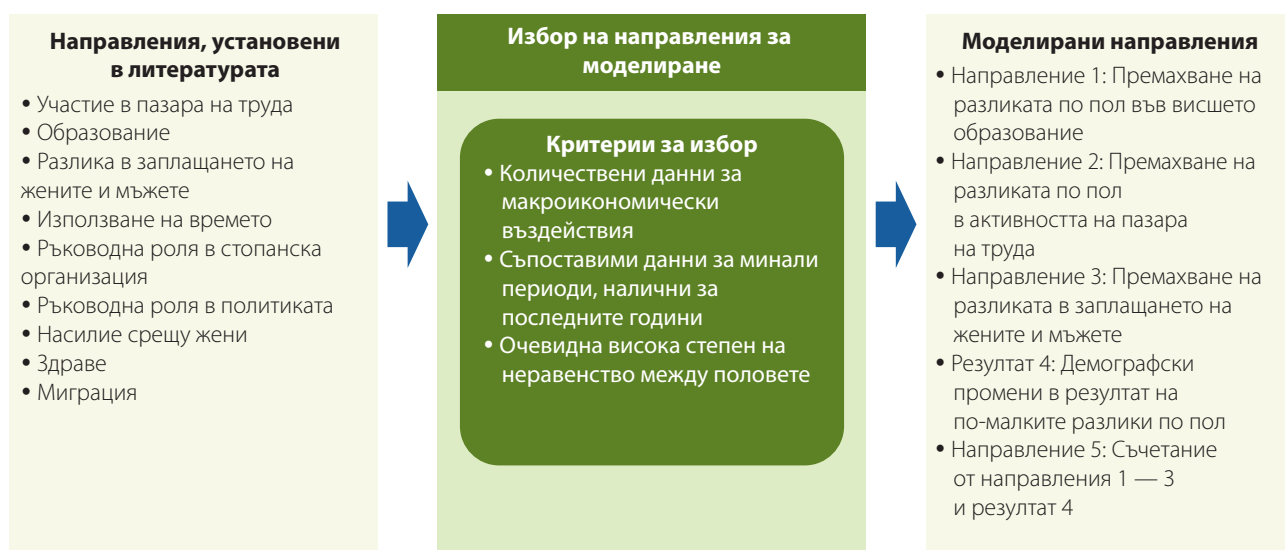 Направления, установени
в литературата
• Участие в пазара на труда
• Образование
• Разлика в заплащането на
жените и мъжете
• Използване на времето
• Ръководна роля в стопанска
организация
• Ръководна роля в политиката
• Насилие срещу жени
• Здраве
• Миграция
Избор на направления за
моделиране
Критерии за избор
• Количествени данни за
макроикономически
въздействия
• Съпоставими данни за минали
периоди, налични за
последните години
• Очевидна висока степен на
неравенство между половете
Моделирани направления
• Направление 1: Премахване на
разликата по пол във висшето
образование
• Направление 2: Премахване на
разликата по пол
в активността на пазара
на труда
• Направление 3: Премахване на
разликата в заплащането на
жените и мъжете
• Резултат 4: Демографски
промени в резултат на
по-малките разлики по пол
• Направление 5: Съчетание
от направления 1 — 3
и резултат 4